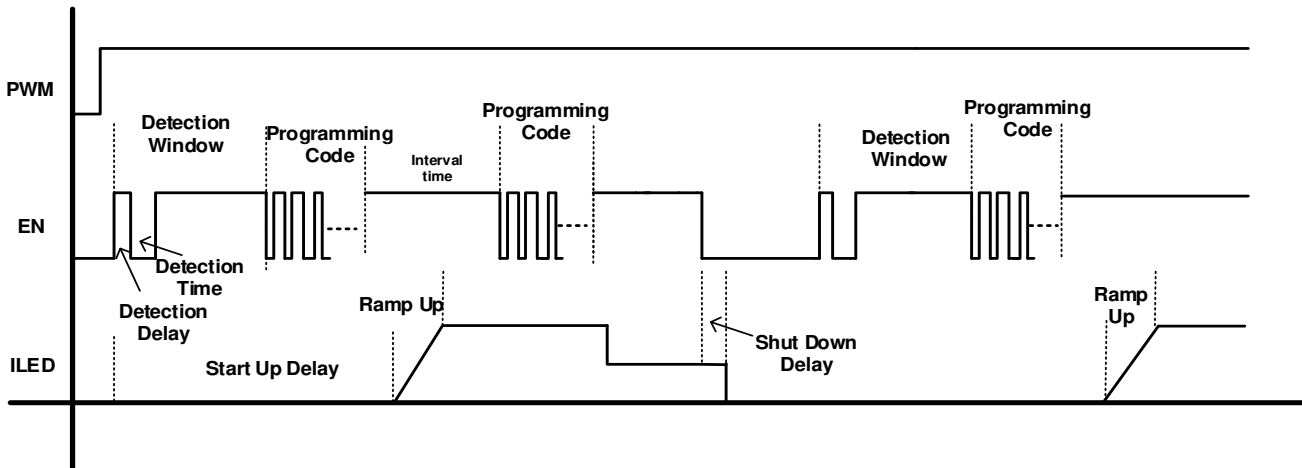 PWM
Detection
Window
Programming
Code
Interval
time
Programming
Code
Detection
Window
Programming
Code
EN
Detection
Time
Detection
Delay
Ramp Up
Shut Down
Delay
Ramp
Up
ILED
Start Up Delay